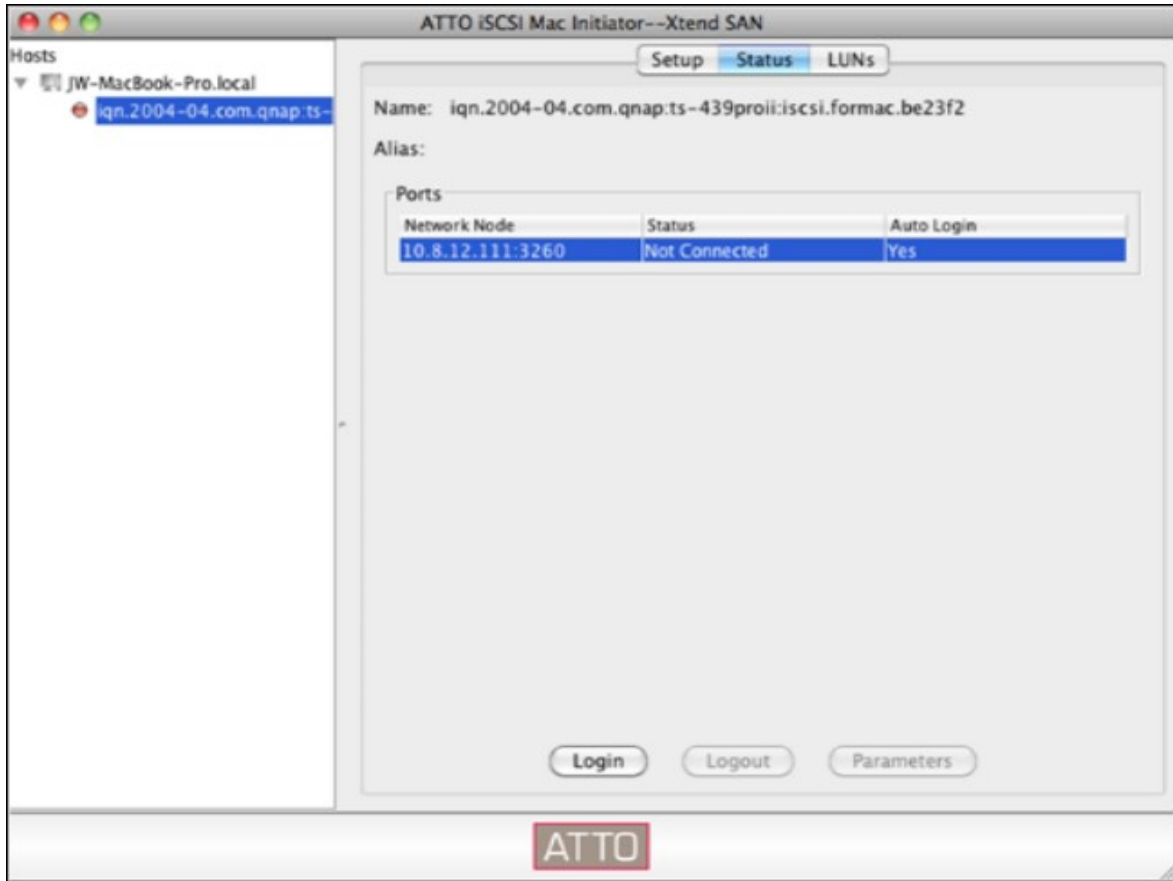 ATTO iSCSI Mac Initiator--Xtend SAN
Hosts
JW-MacBook-Pro.local
iqn.2004-04.com.qnap:ts-
Setup Status LUNs
Name: iqn.2004-04.com.qnap:ts-439proii:iscsi.formac.be23f2
Alias:
Ports
Network Node Status Auto Login
10.8.12.111:3260 Not Connected Yes
Login Logout Parameters
ATTO